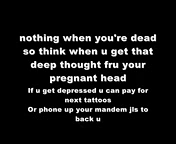 nothing when you're dead
so think when u get that
deep thought fru your
pregnant head
If u get depressed u can pay for
next tattoos
Or phone up your mandem jls to
back u